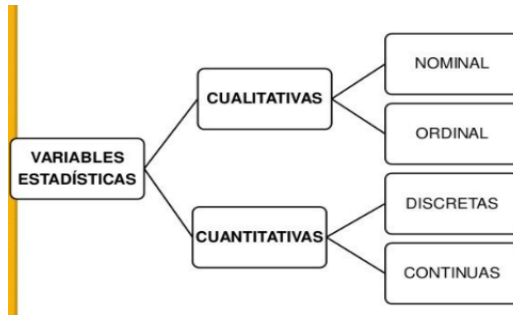 VARIABLES
ESTADÍSTICAS
CUALITATIVAS
NOMINAL
ORDINAL
CUANTITATIVAS
DISCRETAS
CONTINUAS